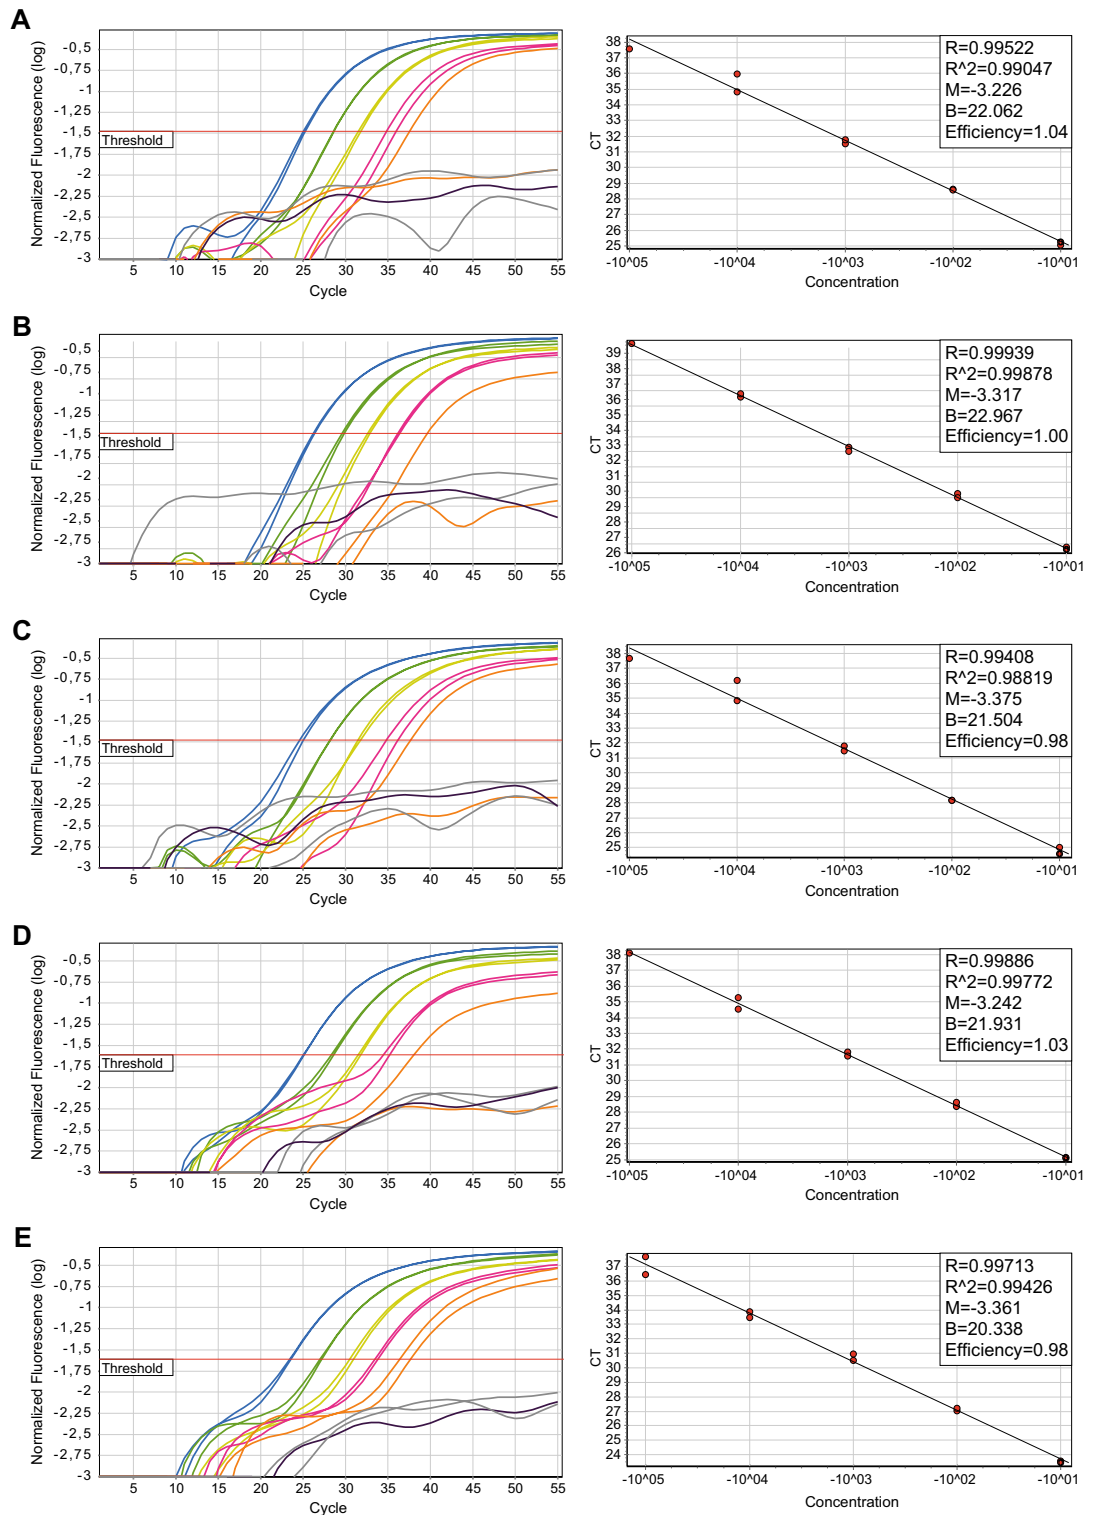 A
Normalized Fluorescence (log)
-0,5
-0,75
-1
-1,25
-1,5
-1,75
-2
-2,25
-2,5
-2,75
-3
Threshold
5 10 15 20 25 30 35 40 45 50 55
Cycle
CT
38
37
36
35
34
33
32
31
30
29
28
27
26
25
R=0.99522
R^2=0.99047
M=-3.226
B=22.062
Efficiency=1.04
-10^05 -10^04 -10^03 -10^02 -10^01
Concentration
B
Normalized Fluorescence (log)
-0,5
-0,75
-1
-1,25
-1,5
-1,75
-2
-2,25
-2,5
-2,75
-3
Threshold
5 10 15 20 25 30 35 40 45 50 55
Cycle
CT
39
38
37
36
35
34
33
32
31
30
29
28
27
26
R=0.99939
R^2=0.99878
M=-3.317
B=22.967
Efficiency=1.00
-10^05 -10^04 -10^03 -10^02 -10^01
Concentration
C
Normalized Fluorescence (log)
-0,5
-0,75
-1
-1,25
-1,5
-1,75
-2
-2,25
-2,5
-2,75
-3
Threshold
5 10 15 20 25 30 35 40 45 50 55
Cycle
CT
38
37
36
35
34
33
32
31
30
29
28
27
26
25
R=0.99408
R^2=0.98819
M=-3.375
B=21.504
Efficiency=0.98
-10^05 -10^04 -10^03 -10^02 -10^01
Concentration
D
Normalized Fluorescence (log)
-0,5
-0,75
-1
-1,25
-1,5
-1,75
-2
-2,25
-2,5
-2,75
-3
Threshold
5 10 15 20 25 30 35 40 45 50 55
Cycle
CT
38
37
36
35
34
33
32
31
30
29
28
27
26
25
R=0.99886
R^2=0.99772
M=-3.242
B=21.931
Efficiency=1.03
-10^05 -10^04 -10^03 -10^02 -10^01
Concentration
E
Normalized Fluorescence (log)
-0,5
-0,75
-1
-1,25
-1,5
-1,75
-2
-2,25
-2,5
-2,75
-3
Threshold
5 10 15 20 25 30 35 40 45 50 55
Cycle
CT
37
36
35
34
33
32
31
30
29
28
27
26
25
24
R=0.99713
R^2=0.99426
M=-3.361
B=20.338
Efficiency=0.98
-10^05 -10^04 -10^03 -10^02 -10^01
Concentration